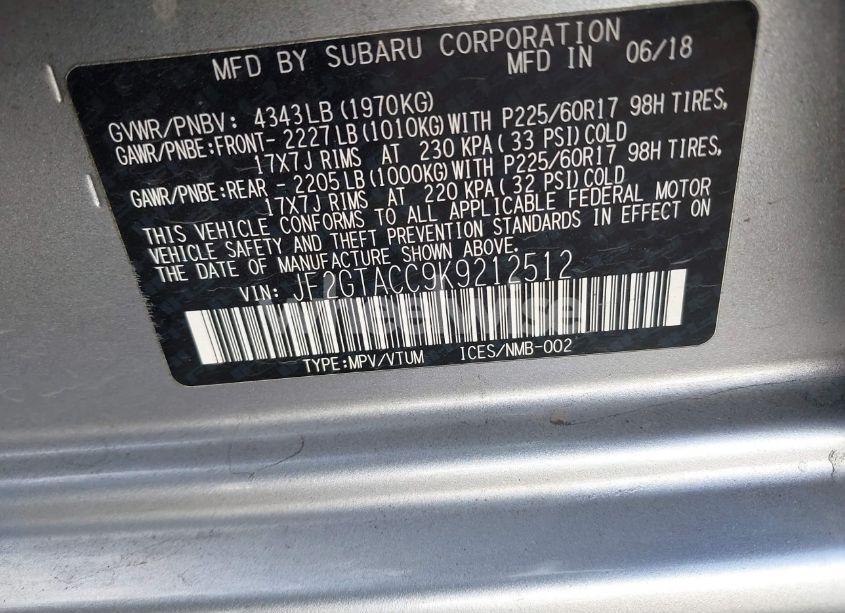 MFD BY SUBARU CORPORATION
MFD IN 06/18
GVWR/PNBV: 4343LB (1970KG)
GAWR/PNBE:FRONT-2227LB(1010KG)WITH P225/60R17 98H TIRES,
17X7J RIMS AT 230 KPA( 33 PSI)COLD
GAWR/PNBE:REAR -2205LB(1000KG)WITH P225/60R17 98H TIRES,
17X7J RIMS AT 220 KPA( 32 PSI)COLD
THIS VEHICLE CONFORMS TO ALL APPLICABLE FEDERAL MOTOR
VEHICLE SAFETY AND THEFT PREVENTION STANDARDS IN EFFECT ON
THE DATE OF MANUFACTURE SHOWN ABOVE.
VIN: JF2GTACC9K9212512
TYPE:MPV/VTUM ICES/NMB-002